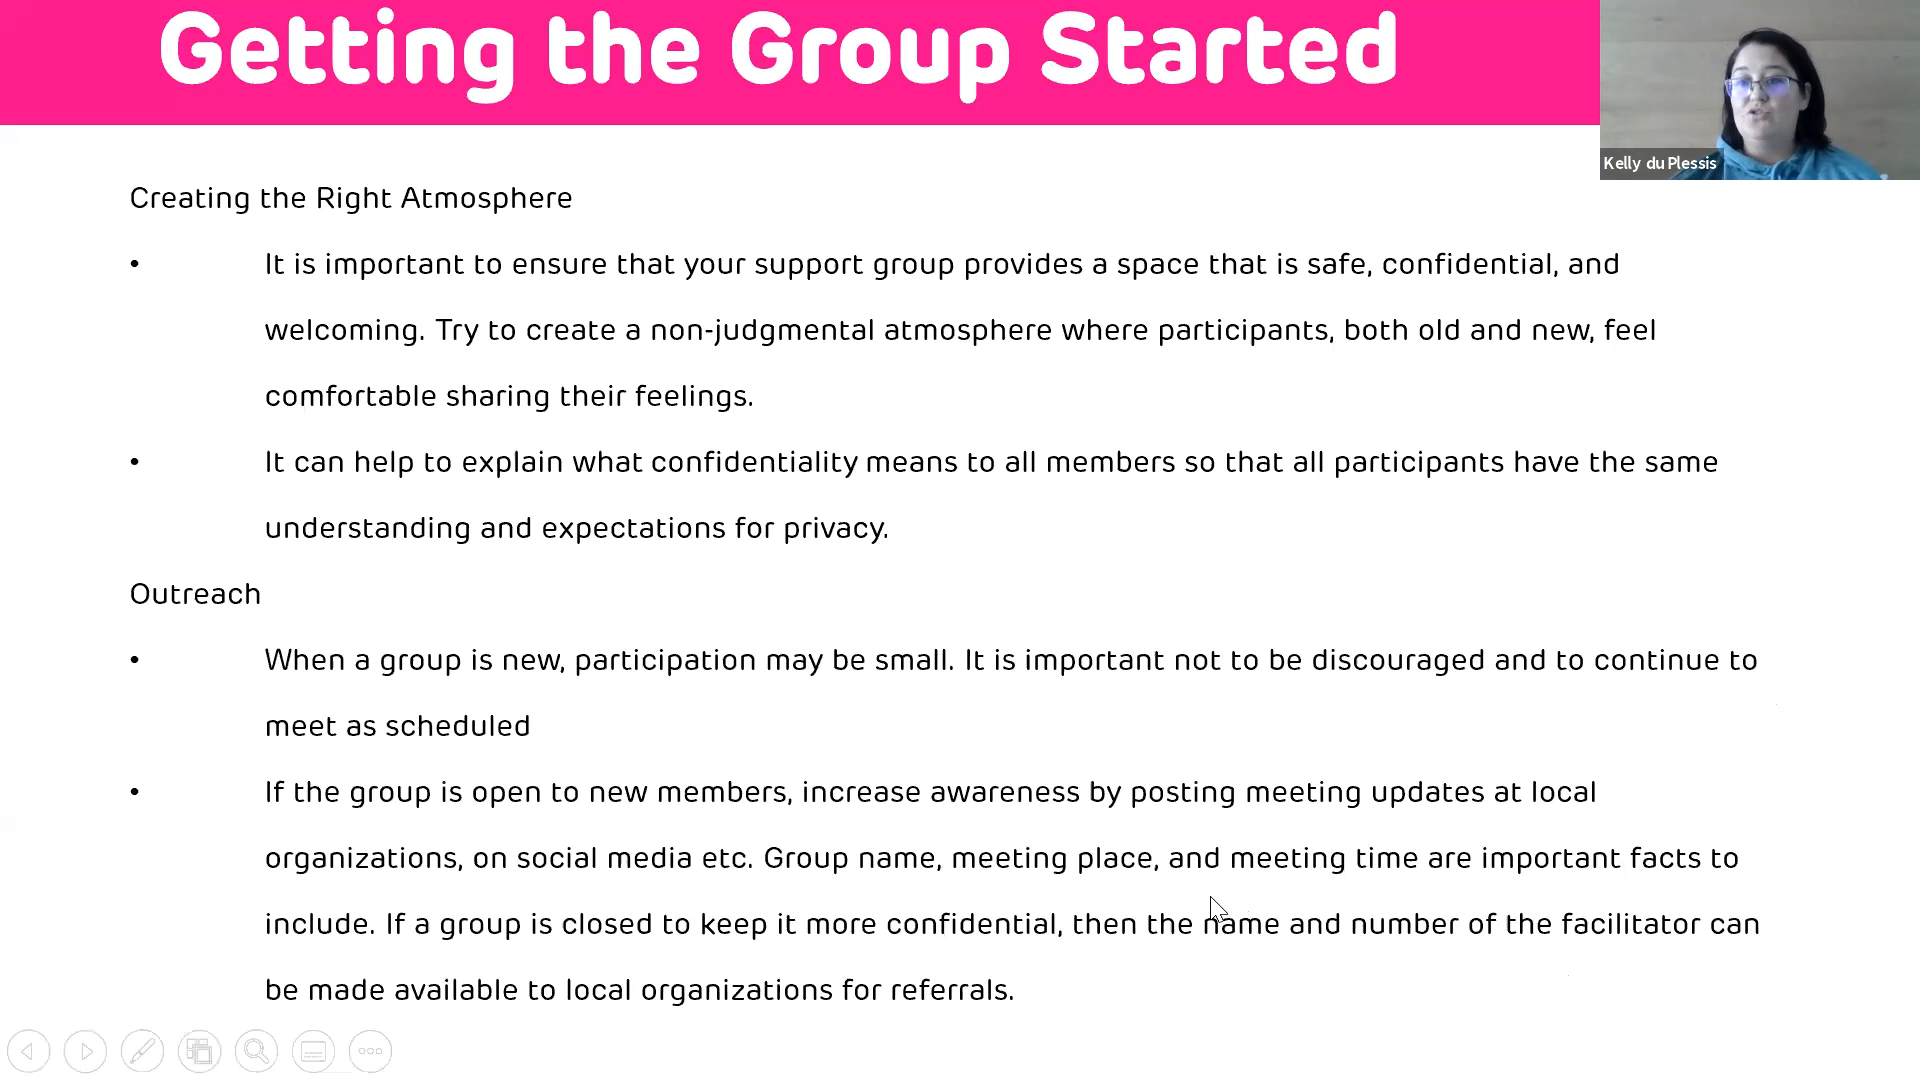 Getting the Group Started
Kelly du Plessis
Creating the Right Atmosphere
• It is important to ensure that your support group provides a space that is safe, confidential, and
welcoming. Try to create a non-judgmental atmosphere where participants, both old and new, feel
comfortable sharing their feelings.
• It can help to explain what confidentiality means to all members so that all participants have the same
understanding and expectations for privacy.
Outreach
• When a group is new, participation may be small. It is important not to be discouraged and to continue to
meet as scheduled
• If the group is open to new members, increase awareness by posting meeting updates at local
organizations, on social media etc. Group name, meeting place, and meeting time are important facts to
include. If a group is closed to keep it more confidential, then the name and number of the facilitator can
be made available to local organizations for referrals.